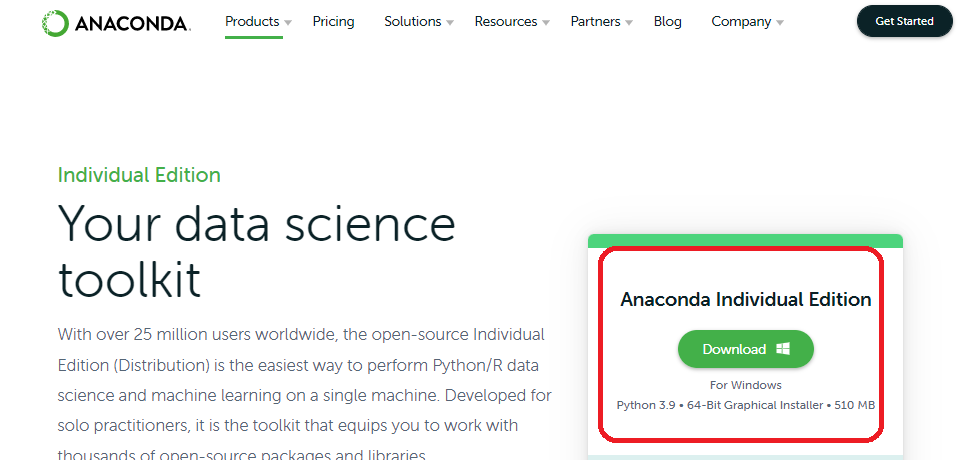 ANACONDA.
Products
Pricing
Solutions
Resources
Partners
Blog
Company
Get Started
Individual Edition
Your data science
toolkit
With over 25 million users worldwide, the open-source Individual
Edition (Distribution) is the easiest way to perform Python/R data
science and machine learning on a single machine. Developed for
solo practitioners, it is the toolkit that equips you to work with
thousands of open-source packages and libraries.
Anaconda Individual Edition
Download
For Windows
Python 3.9 • 64-Bit Graphical Installer • 510 MB